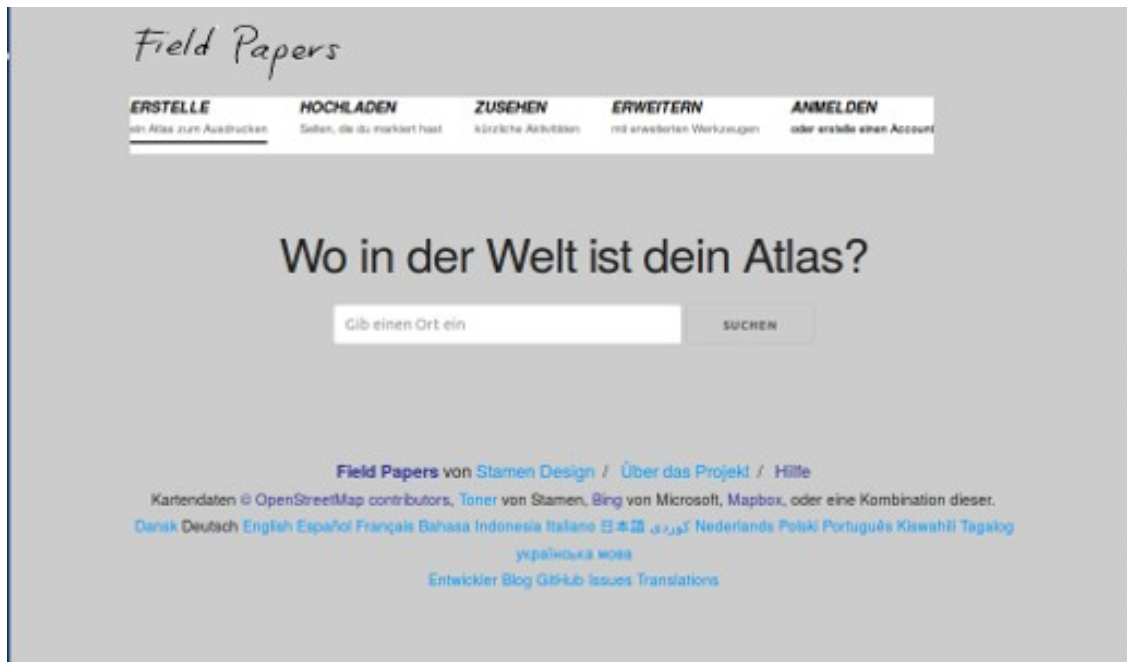 Field Papers
ERSTELLE HOCHLADEN ZUSEHEN ERWEITERN ANMELDEN
ein Atlas zum Ausdrucken Seiten, die du markiert hast kürzliche Aktivitäten mit erweiterten Werkzeugen oder erstelle einen Account
Wo in der Welt ist dein Atlas?
Gib einen Ort ein SUCHEN
Field Papers von Stamen Design / Über das Projekt / Hilfe
Kartendaten © OpenStreetMap contributors, Toner von Stamen, Bing von Microsoft, Mapbox, oder eine Kombination dieser.
Dansk Deutsch English Español Français Bahasa Indonesia Italiano 日本語 كوردی Nederlands Polski Português Kiswahili Tagalog
українська мова
Entwickler Blog GitHub Issues Translations